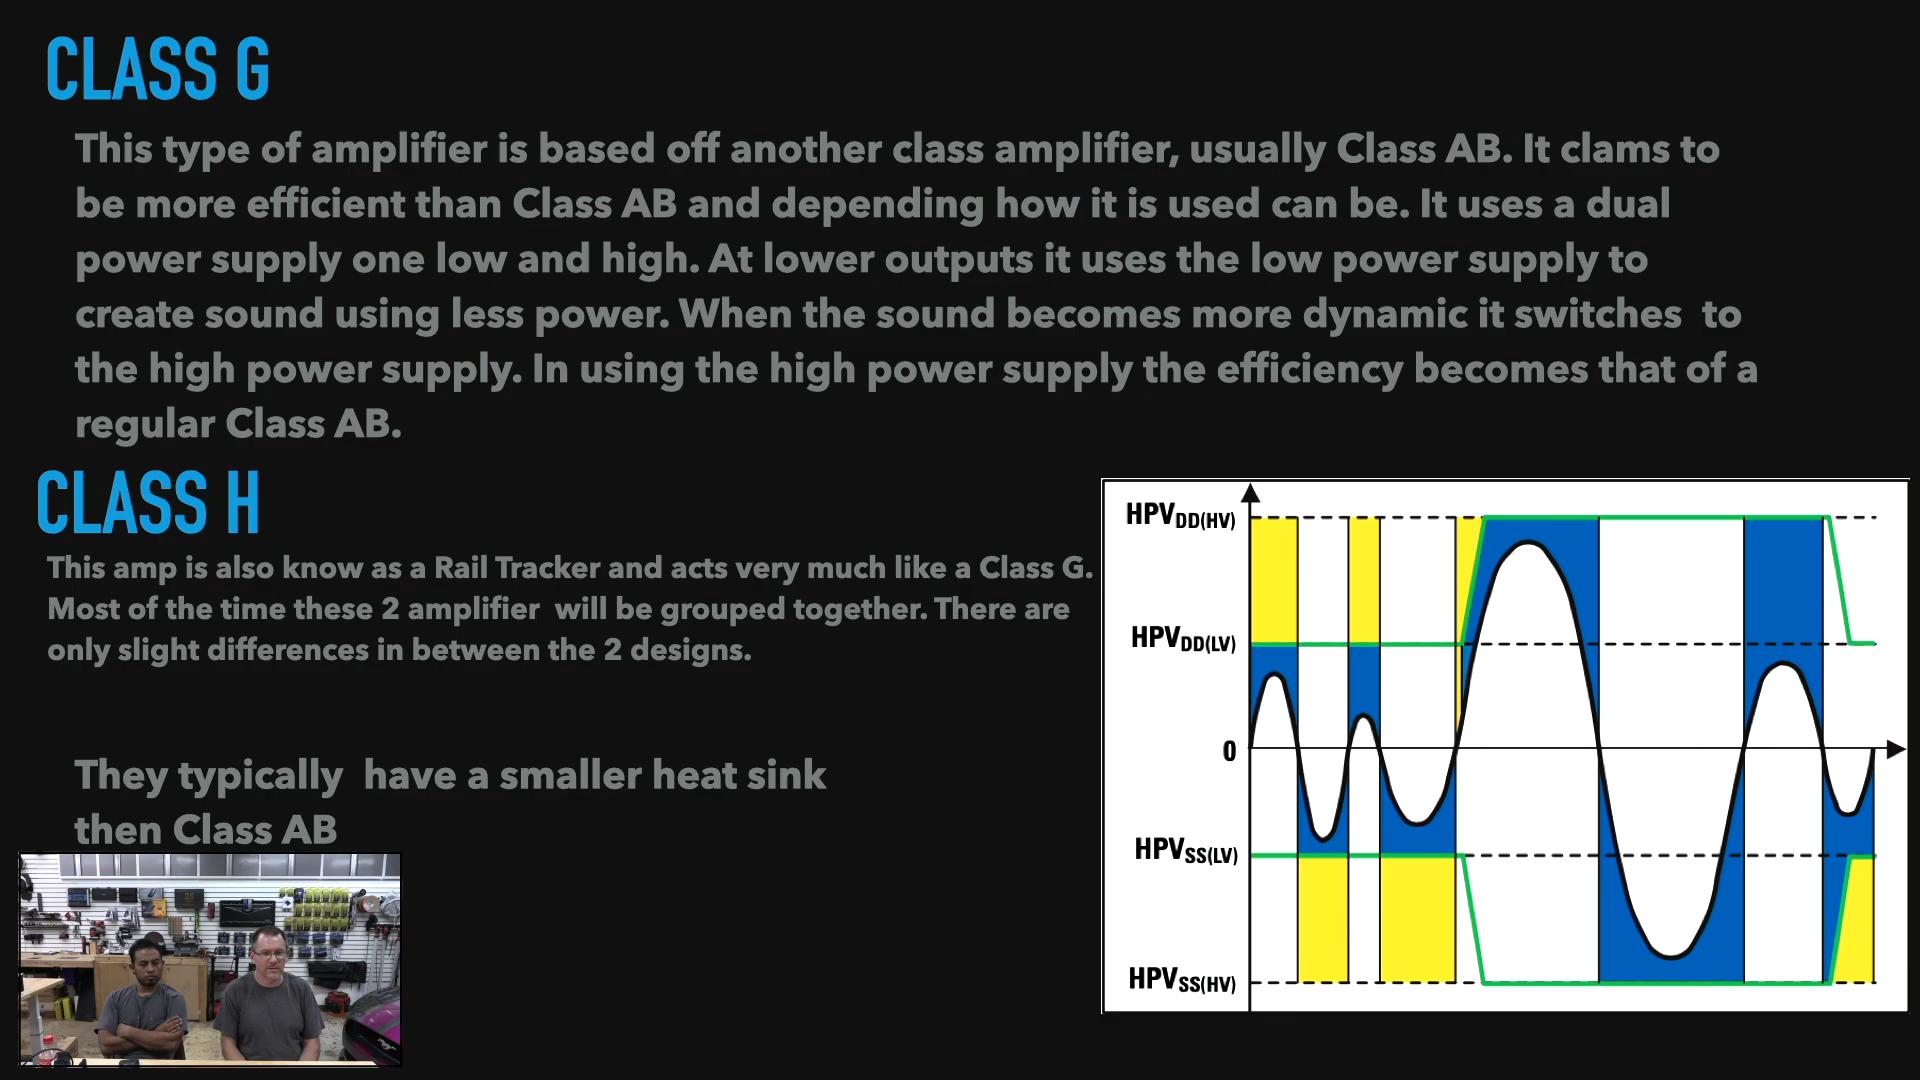 CLASS G
This type of amplifier is based off another class amplifier, usually Class AB. It clams to
be more efficient than Class AB and depending how it is used can be. It uses a dual
power supply one low and high. At lower outputs it uses the low power supply to
create sound using less power. When the sound becomes more dynamic it switches  to
the high power supply. In using the high power supply the efficiency becomes that of a
regular Class AB.
CLASS H
This amp is also know as a Rail Tracker and acts very much like a Class G.
Most of the time these 2 amplifier  will be grouped together. There are
only slight differences in between the 2 designs.
They typically  have a smaller heat sink
then Class AB
HPVDD(HV)
HPVDD(LV)
0
HPVSS(LV)
HPVSS(HV)